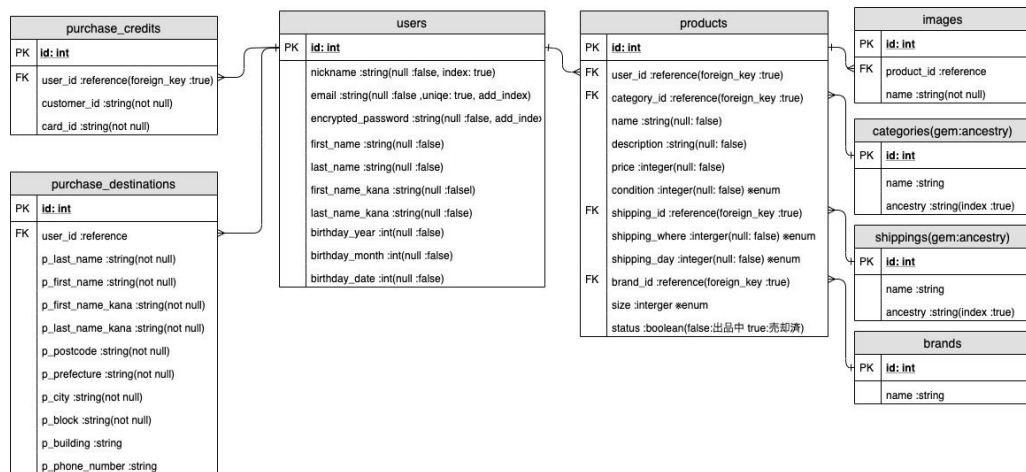 purchase_credits
PK id: int
FK user_id :reference(foreign_key :true)
customer_id :string(not null)
card_id :string(not null)
purchase_destinations
PK id: int
FK user_id :reference
p_last_name :string(not null)
p_first_name :string(not null)
p_first_name_kana :string(not null)
p_last_name_kana :string(not null)
p_postcode :string(not null)
p_prefecture :string(not null)
p_city :string(not null)
p_block :string(not null)
p_building :string
p_phone_number :string
users
PK id: int
nickname :string(null :false, index: true)
email :string(null :false ,uniqe: true, add_index)
encrypted_password :string(null :false, add_index
first_name :string(null :false)
last_name :string(null :false)
first_name_kana :string(null :falsel)
last_name_kana :string(null :false)
birthday_year :int(null :false)
birthday_month :int(null :false)
birthday_date :int(null :false)
products
PK id: int
FK user_id :reference(foreign_key :true)
FK category_id :reference(foreign_key :true)
name :string(null: false)
description :string(null: false)
price :integer(null: false)
condition :integer(null: false) ※enum
FK shipping_id :reference(foreign_key :true)
shipping_where :interger(null: false) ※enum
shipping_day :integer(null: false) ※enum
FK brand_id :reference(foreign_key :true)
size :interger ※enum
status :boolean(false:出品中 true:売却済)
images
PK id: int
FK product_id :reference
name :string(not null)
categories(gem:ancestry)
PK id: int
name :string
ancestry :string(index :true)
shippings(gem:ancestry)
PK id: int
name :string
ancestry :string(index :true)
brands
PK id: int
name :string